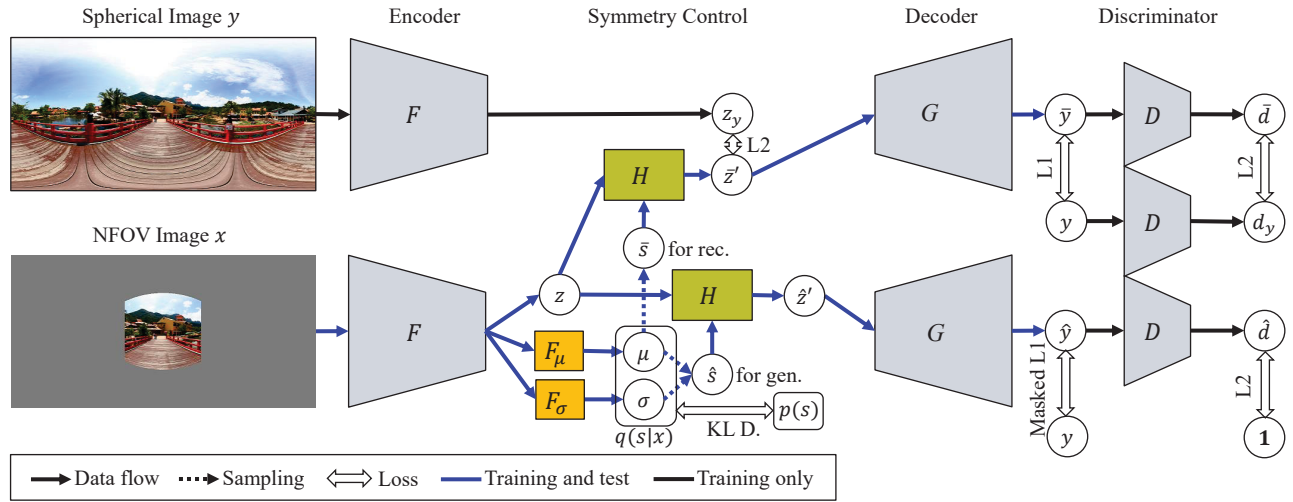 Spherical Image y
Encoder
Symmetry Control
Decoder
Discriminator
F
z_y
L2
H
z̄′
G
ȳ
D
d̄
L1
L2
y
D
d_y
NFOV Image x
s̄
for rec.
F
z
H
ẑ′
G
ŷ
D
d̂
F_μ
μ
ŝ
for gen.
F_σ
σ
p(s)
q(s|x)
KL D.
Masked L1
L2
y
1
Data flow
Sampling
Loss
Training and test
Training only